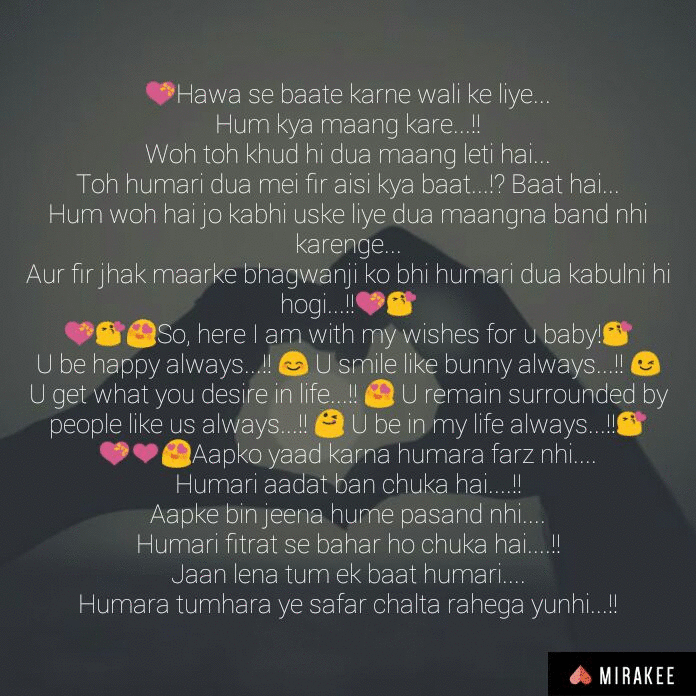 💝Hawa se baate karne wali ke liye...
Hum kya maang kare...!!
Woh toh khud hi dua maang leti hai...
Toh humari dua mei fir aisi kya baat...!? Baat hai...
Hum woh hai jo kabhi uske liye dua maangna band nhi
karenge...
Aur fir jhak maarke bhagwanji ko bhi humari dua kabulni hi
hogi...!!💝😘
💝😘😍So, here I am with my wishes for u baby!😘
U be happy always...!! 😊 U smile like bunny always...!! 😉
U get what you desire in life...!! 😍 U remain surrounded by
people like us always...!! 😉 U be in my life always...!!😘
💝❤😍Aapko yaad karna humara farz nhi....
Humari aadat ban chuka hai....!!
Aapke bin jeena hume pasand nhi....
Humari fitrat se bahar ho chuka hai....!!
Jaan lena tum ek baat humari....
Humara tumhara ye safar chalta rahega yunhi...!!
MIRAKEE